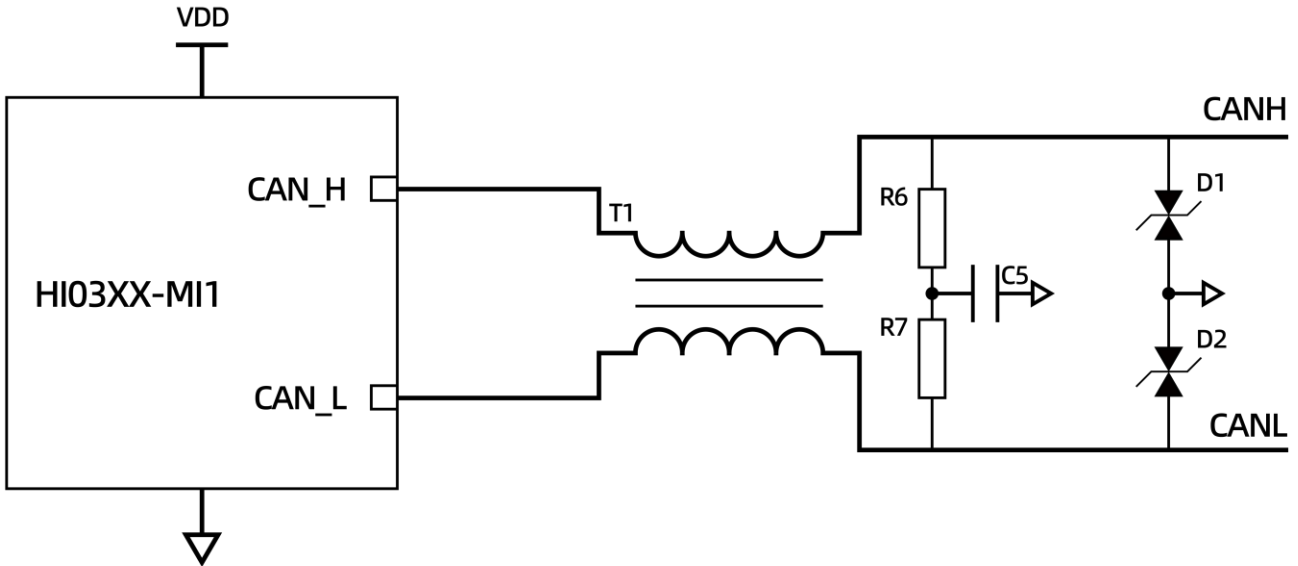 VDD
CANH
CAN_H
T1
R6
D1
C5
HI03XX-MI1
R7
D2
CAN_L
CANL